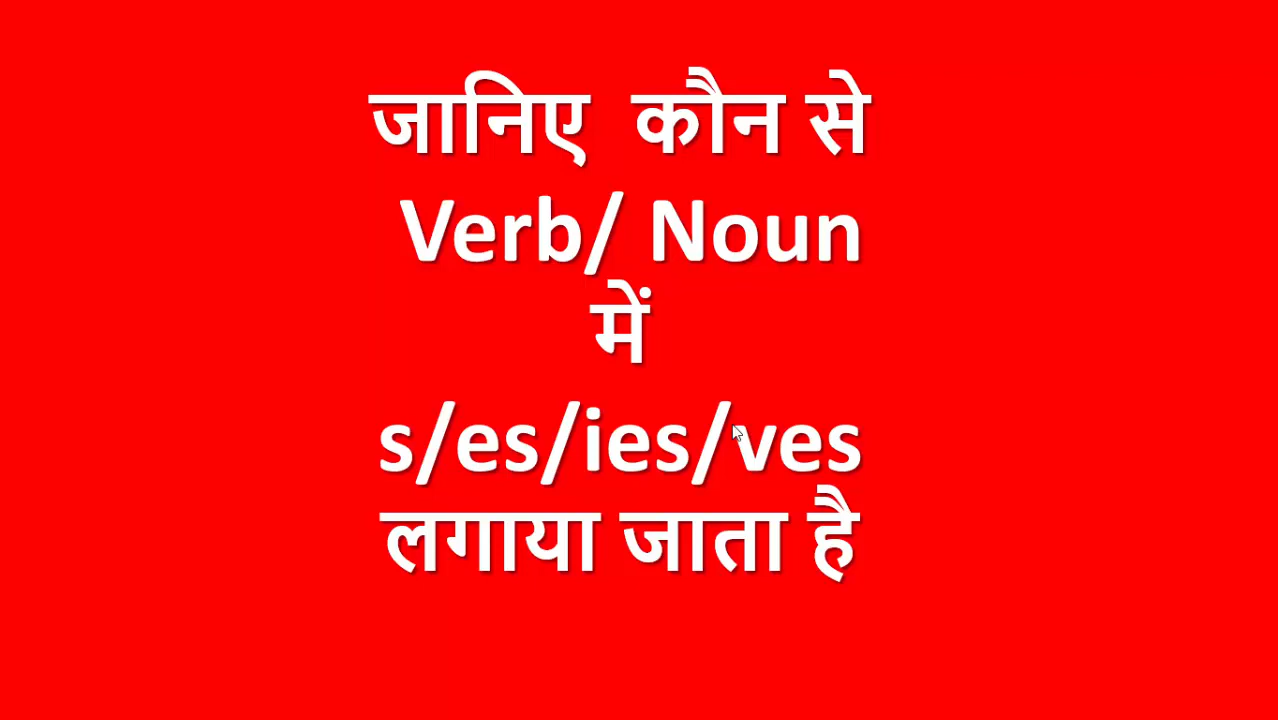 जानिए कौन से
Verb/ Noun
में
s/es/ies/ves
लगाया जाता है